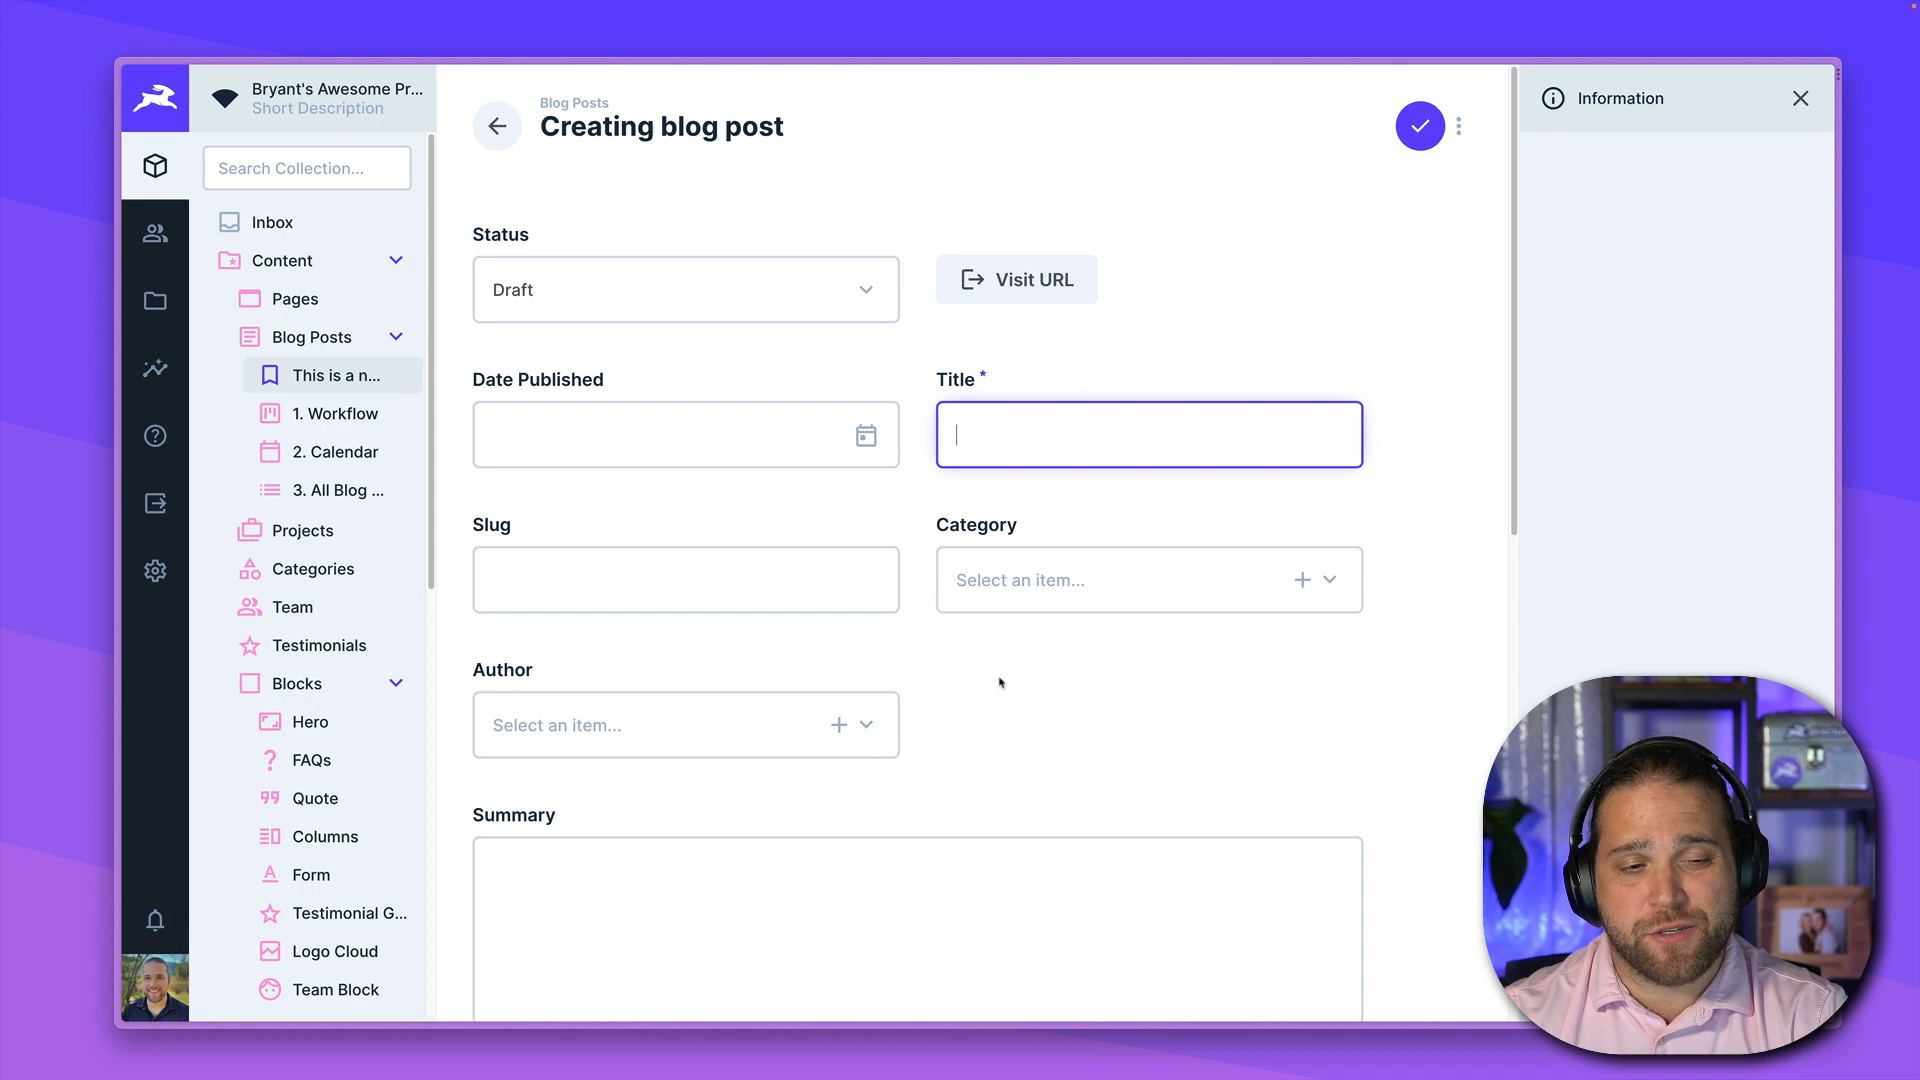 Bryant's Awesome Pr...
Short Description
Search Collection...
Inbox
Content
Pages
Blog Posts
This is a n...
1. Workflow
2. Calendar
3. All Blog ...
Projects
Categories
Team
Testimonials
Blocks
Hero
FAQs
Quote
Columns
Form
Testimonial G...
Logo Cloud
Team Block
Blog Posts
Creating blog post
Status
Draft
Visit URL
Date Published
Title *
Slug
Category
Select an item...
Author
Select an item...
Summary
Information